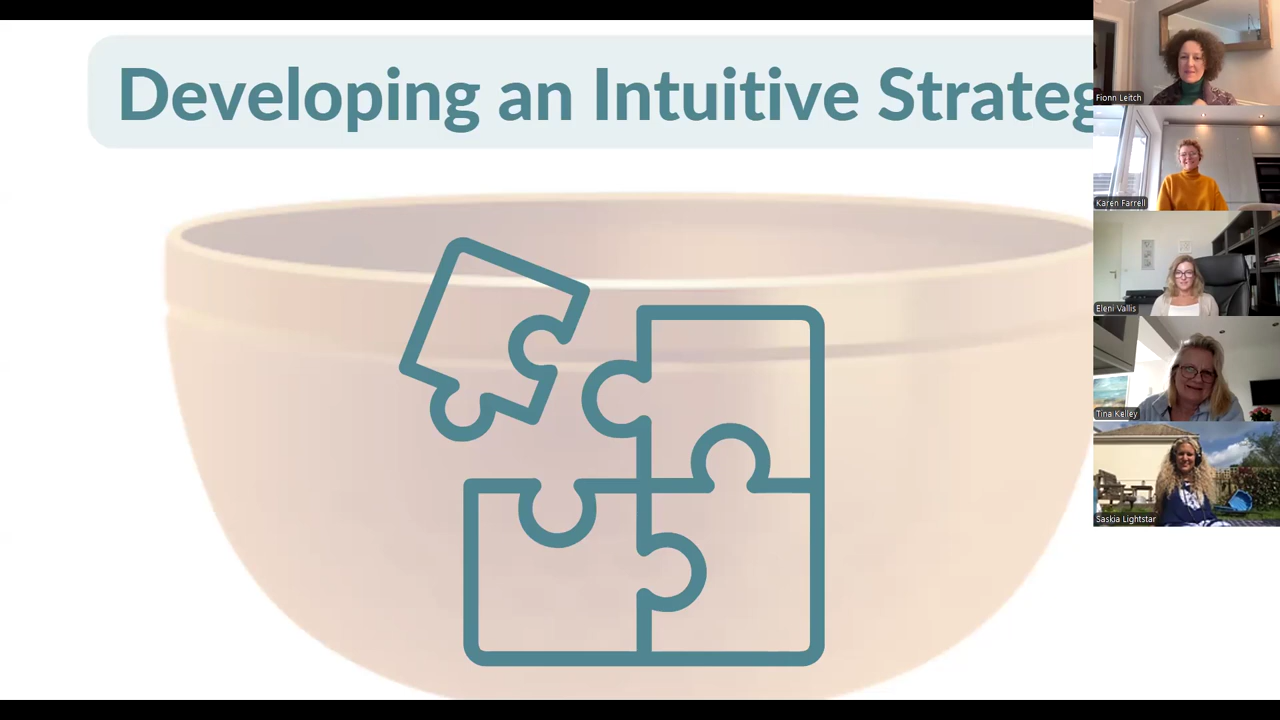 Developing an Intuitive Strateg
Fionn Leitch
Karen Farrell
Eleni Vallis
Tina Kelley
Saskia Lightstar